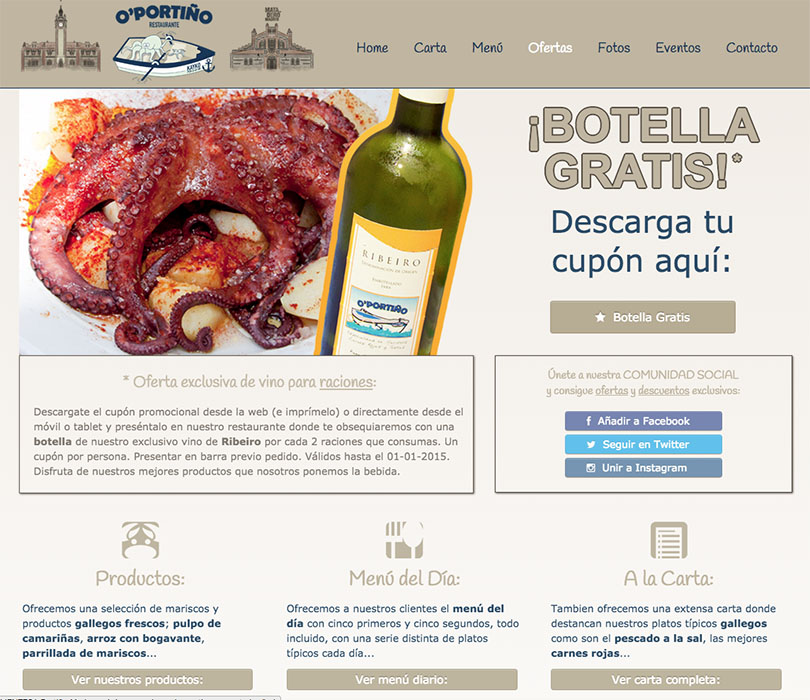 O'PORTIÑO
RESTAURANTE
MATA
DERO
MADRID
Home
Carta
Menú
Ofertas
Fotos
Eventos
Contacto
¡BOTELLA
GRATIS!*
Descarga tu
cupón aquí:
Botella Gratis
RIBEIRO
DENOMINACIÓN DE ORIGEN
O'PORTIÑO
* Oferta exclusiva de vino para raciones:
Descargate el cupón promocional desde la web (e imprímelo) o directamente desde el
móvil o tablet y preséntalo en nuestro restaurante donde te obsequiaremos con una
botella de nuestro exclusivo vino de Ribeiro por cada 2 raciones que consumas. Un
cupón por persona. Presentar en barra previo pedido. Válidos hasta el 01-01-2015.
Disfruta de nuestros mejores productos que nosotros ponemos la bebida.
Únete a nuestra COMUNIDAD SOCIAL
y consigue ofertas y descuentos exclusivos:
Añadir a Facebook
Seguir en Twitter
Unir a Instagram
Productos:
Ofrecemos una selección de mariscos y
productos gallegos frescos; pulpo de
camariñas, arroz con bogavante,
parrillada de mariscos...
Ver nuestros productos:
Menú del Día:
Ofrecemos a nuestros clientes el menú del
día con cinco primeros y cinco segundos, todo
incluido, con una serie distinta de platos
típicos cada día...
Ver menú diario:
A la Carta:
Tambien ofrecemos una extensa carta donde
destancan nuestros platos típicos gallegos
como son el pescado a la sal, las mejores
carnes rojas...
Ver carta completa: